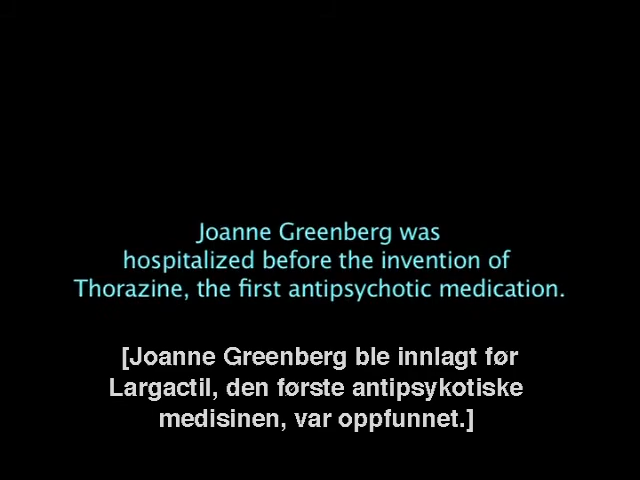 Joanne Greenberg was
hospitalized before the invention of
Thorazine, the first antipsychotic medication.
[Joanne Greenberg ble innlagt før
Largactil, den første antipsykotiske
medisinen, var oppfunnet.]